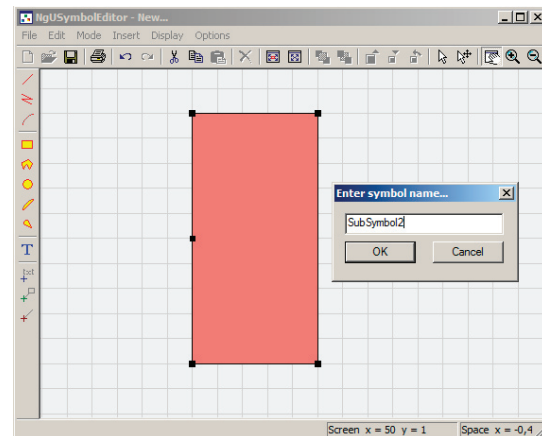 NgUSymbolEditor - New...
File Edit Mode Insert Display Options
Enter symbol name...
SubSymbol2
OK Cancel
T
txt
Screen x = 50 y = 1 Space x = -0,4